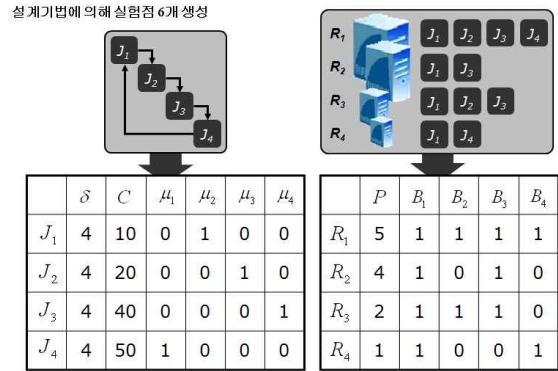 설계기법에 의해 실험점 6개 생성
J1
J2
J3
J4
R1 J1 J2 J3 J4
R2 J1 J3
R3 J1 J2 J3
R4 J1 J4
δ C μ1 μ2 μ3 μ4
J1 4 10 0 1 0 0
J2 4 20 0 0 1 0
J3 4 40 0 0 0 1
J4 4 50 1 0 0 0
P B1 B2 B3 B4
R1 5 1 1 1 1
R2 4 1 0 1 0
R3 2 1 1 1 0
R4 1 1 0 0 1